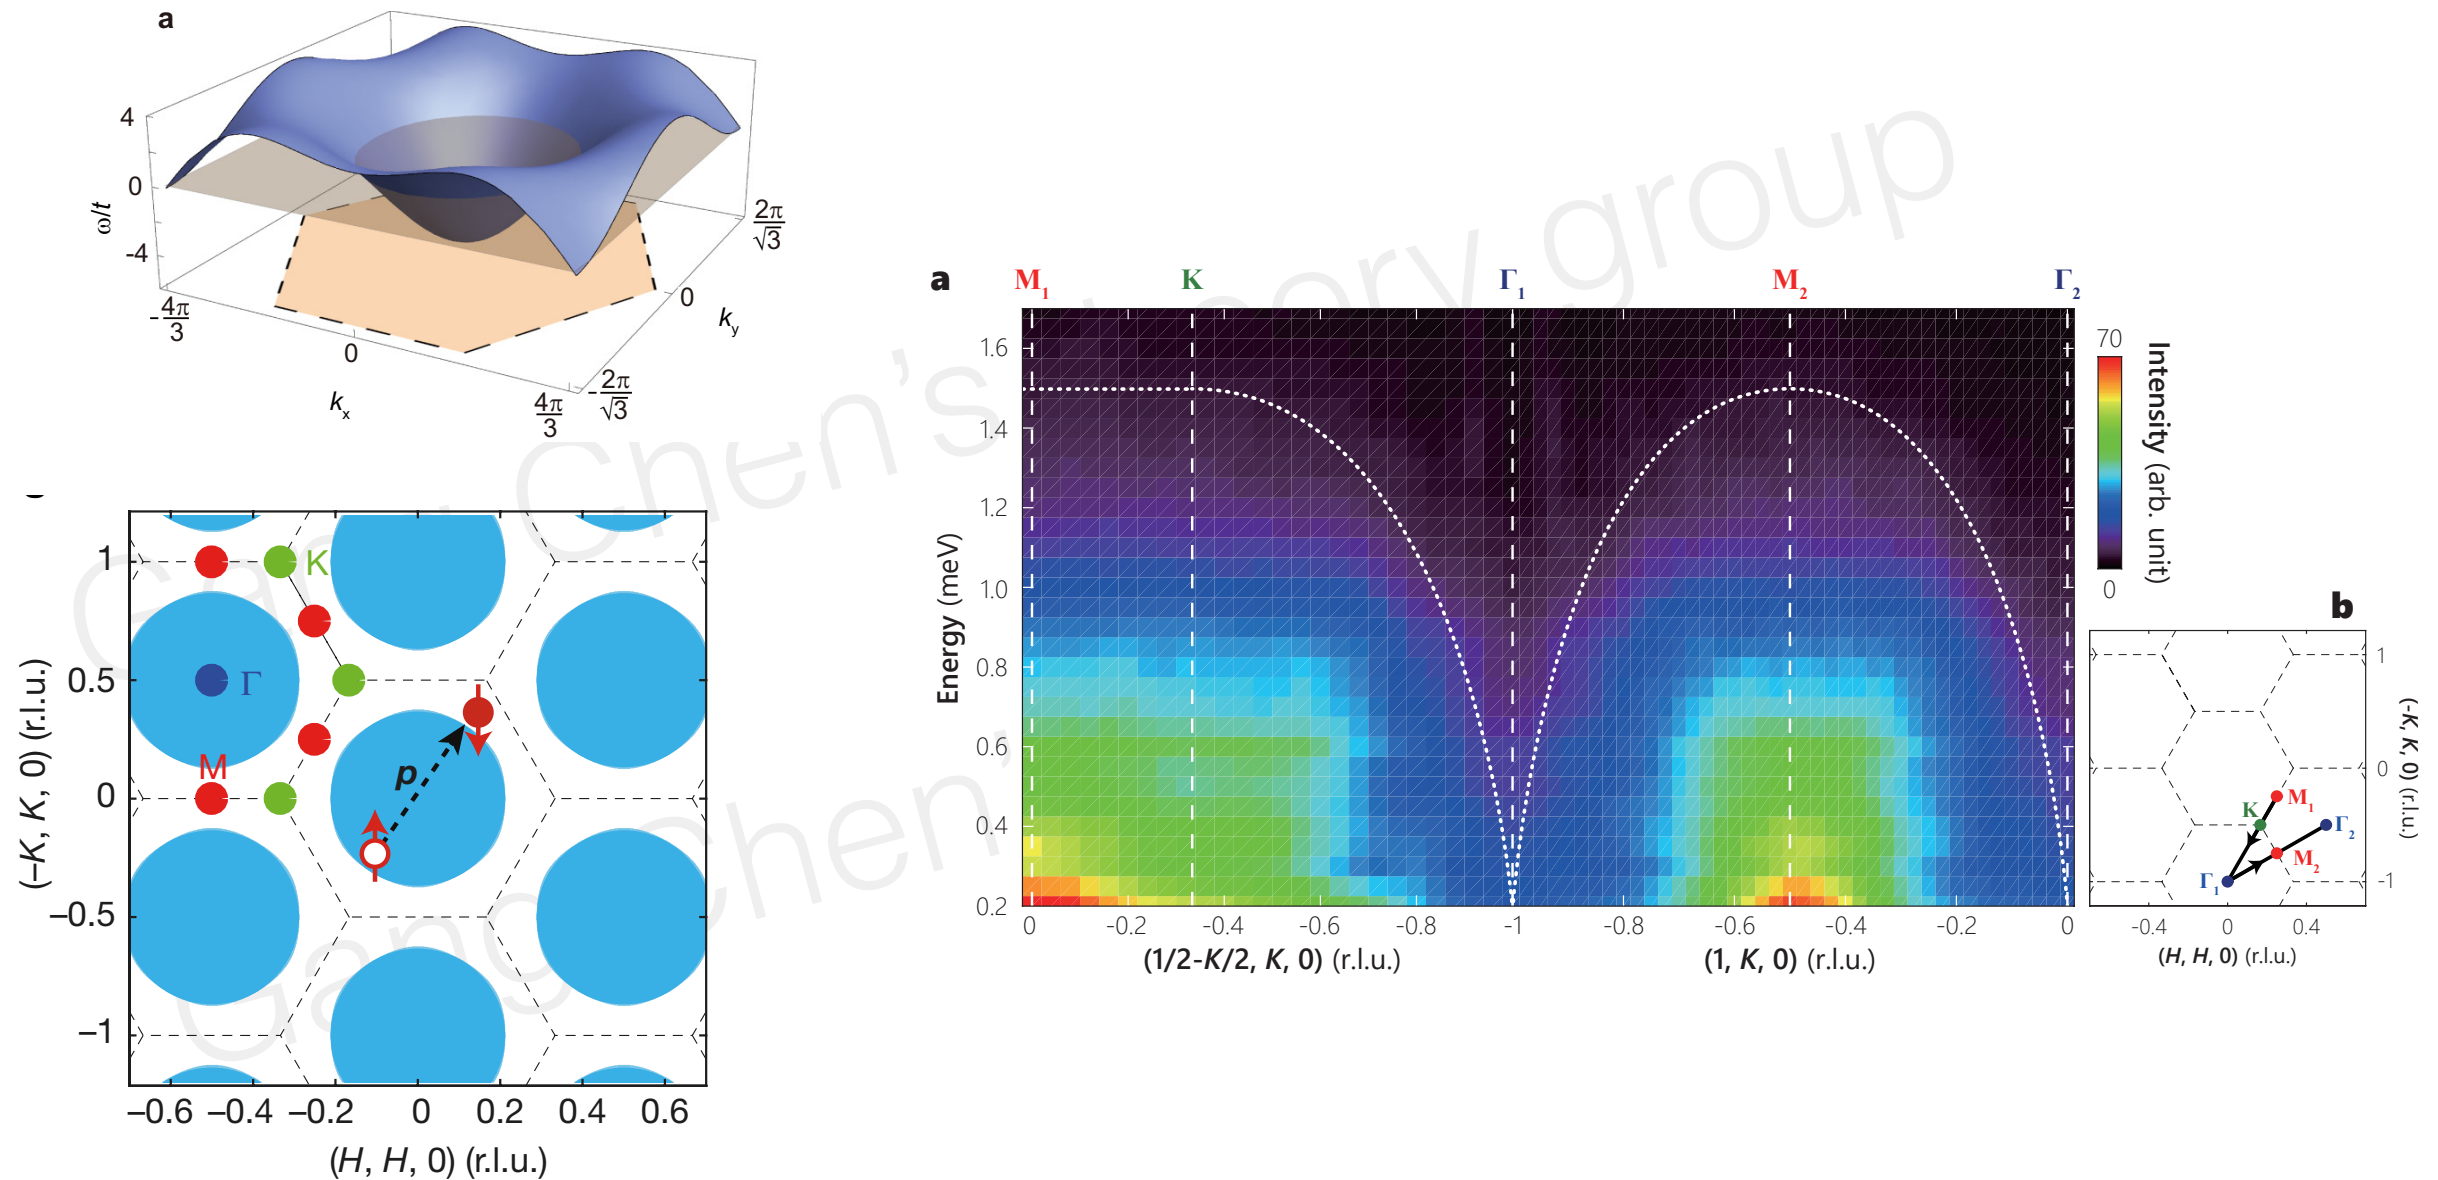 a
4
0
-4
ω/t
-4π/3
0
4π/3
kx
-2π/√3
0
2π/√3
ky
Gang Chen's theory group
Gang Chen's
a
M1 K Γ1 M2 Γ2
1.6
1.4
1.2
1.0
0.8
0.6
0.4
0.2
Energy (meV)
0 -0.2 -0.4 -0.6 -0.8 -1 -0.8 -0.6 -0.4 -0.2 0
(1/2-K/2, K, 0) (r.l.u.) (1, K, 0) (r.l.u.)
70
0
Intensity (arb. unit)
b
1
0
-1
(-K, K, 0) (r.l.u.)
M1
K
Γ2
M2
Γ1
-0.4 0 0.4
(H, H, 0) (r.l.u.)
1
0.5
0
−0.5
−1
(−K, K, 0) (r.l.u.)
K
Γ
M
p
−0.6 −0.4 −0.2 0 0.2 0.4 0.6
(H, H, 0) (r.l.u.)